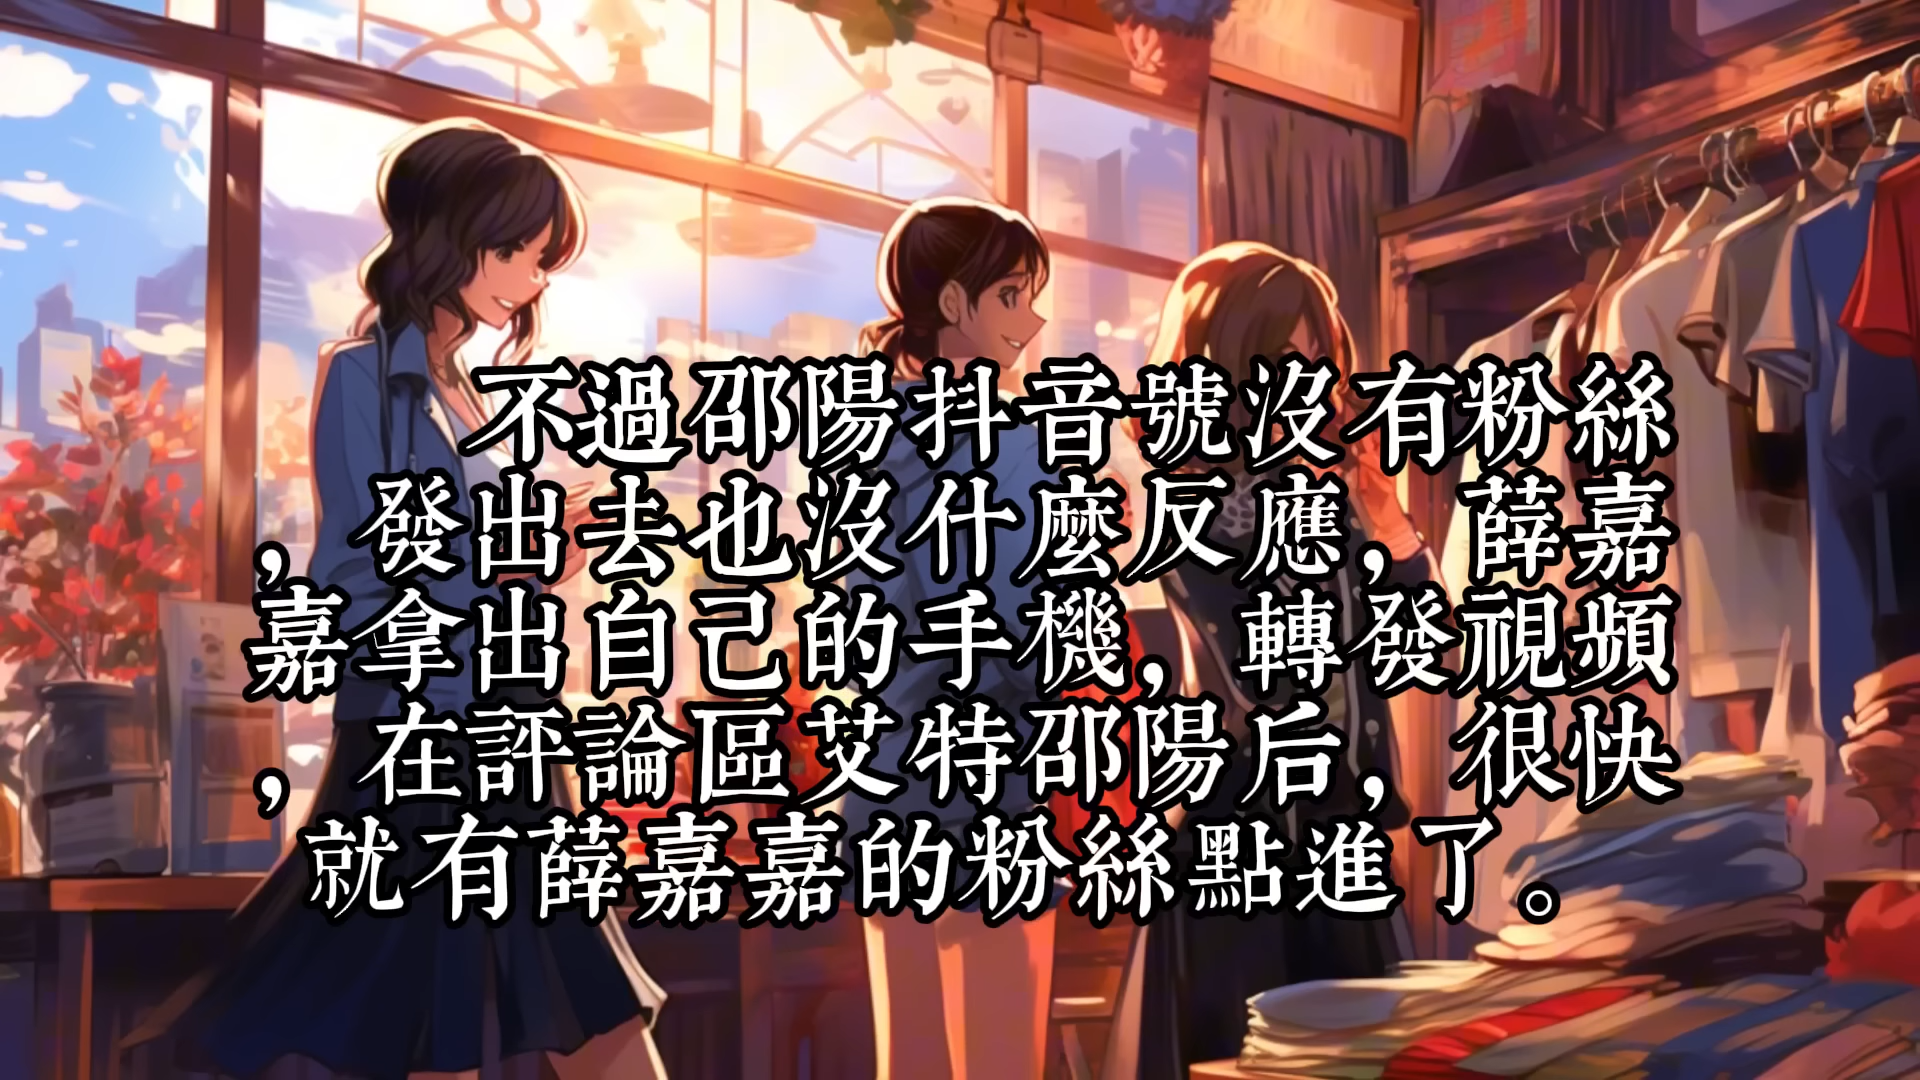 不過邵陽抖音號沒有粉絲
，發出去也沒什麼反應，薛嘉
嘉拿出自己的手機，轉發視頻
，在評論區艾特邵陽后，很快
就有薛嘉嘉的粉絲點進了。